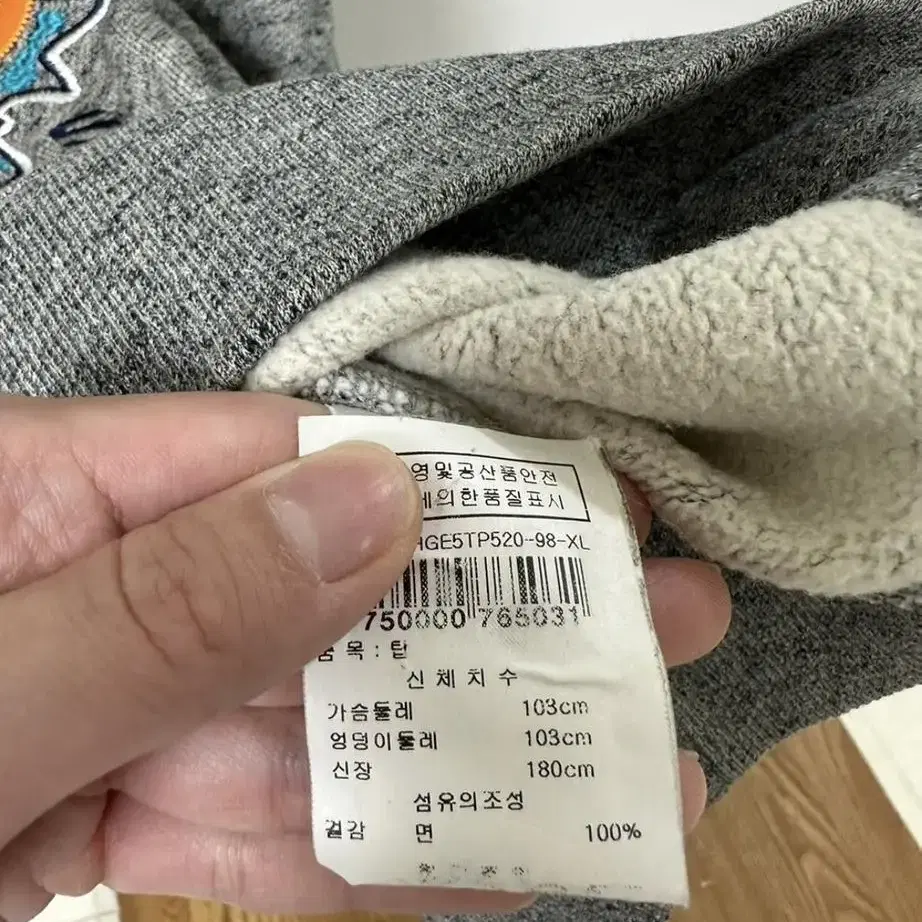 영및공산품안전
의한품질표시
HGE5TP520-98-XL
750000 765031
품 목 : 탑
신 체 치 수
가슴둘레 103cm
엉덩이둘레 103cm
신장 180cm
섬유의조성
겉감 면 100%